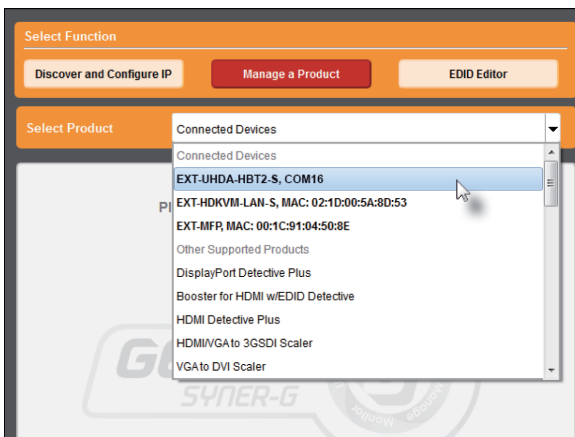 Select Function
Discover and Configure IP
Manage a Product
EDID Editor
Select Product
Connected Devices
Connected Devices
EXT-UHDA-HBT2-S, COM16
EXT-HDKVM-LAN-S, MAC: 02:1D:00:5A:8D:53
EXT-MFP, MAC: 00:1C:91:04:50:8E
Other Supported Products
DisplayPort Detective Plus
Booster for HDMI w/EDID Detective
HDMI Detective Plus
HDMI/VGA to 3GSDI Scaler
VGA to DVI Scaler
SYNER-G
Manage
Monitor